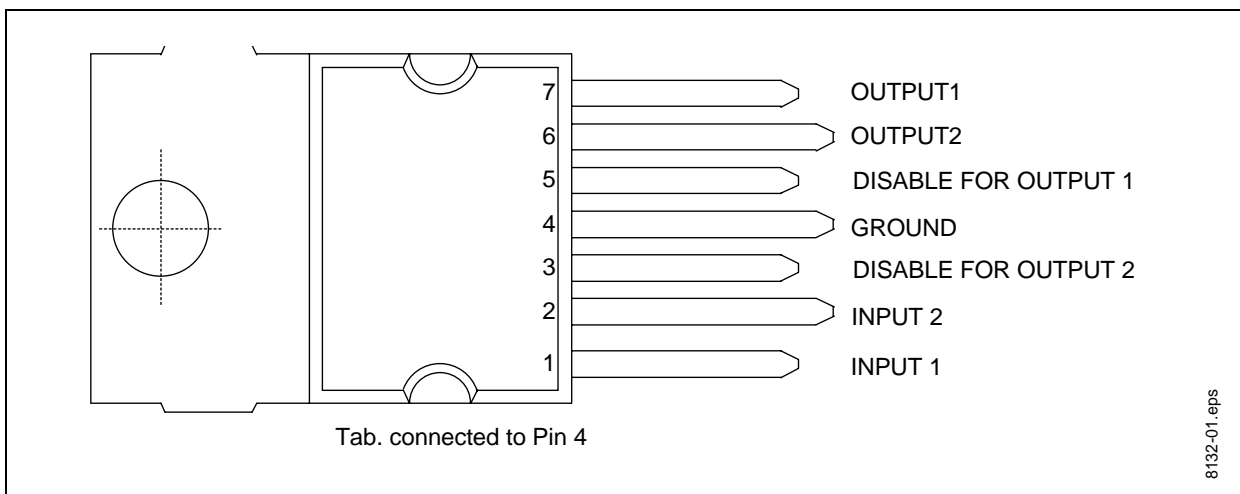 7 OUTPUT1
6 OUTPUT2
5 DISABLE FOR OUTPUT 1
4 GROUND
3 DISABLE FOR OUTPUT 2
2 INPUT 2
1 INPUT 1
Tab. connected to Pin 4
8132-01.eps